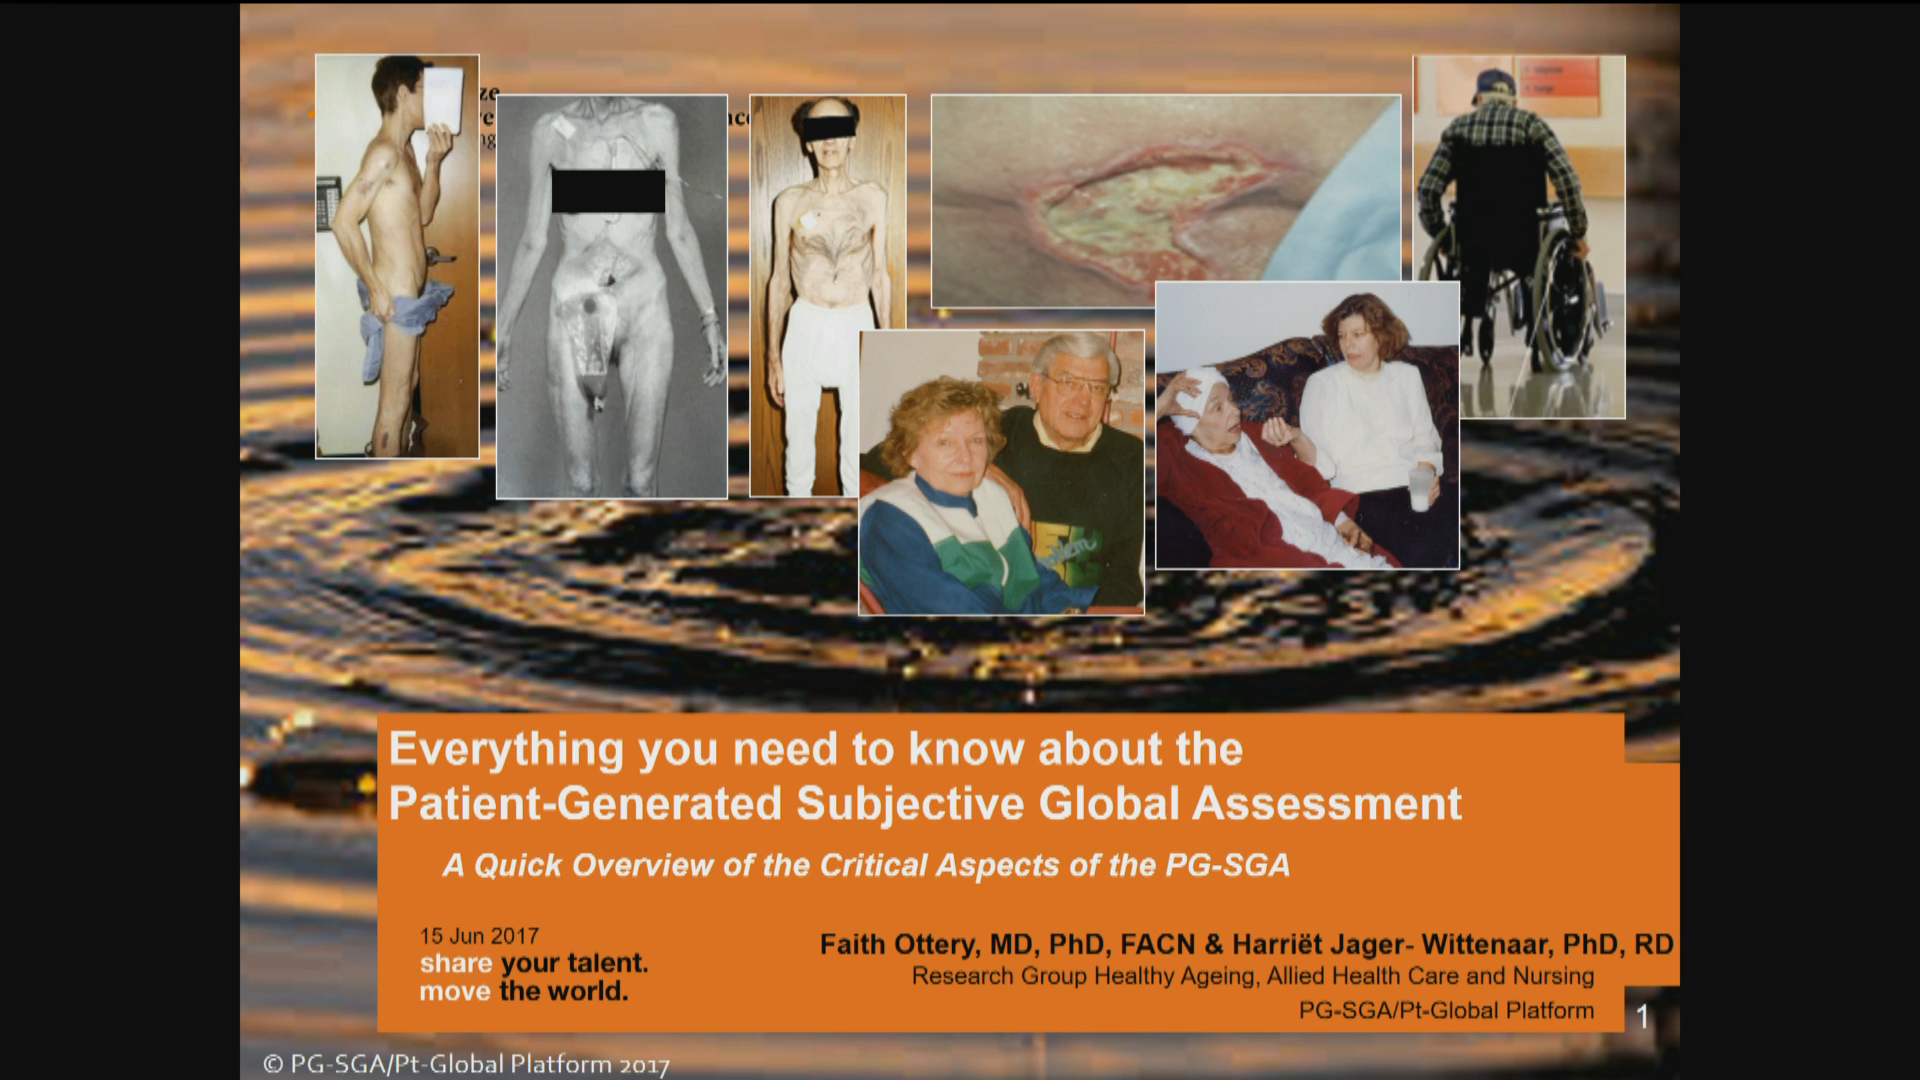 ze
Everything you need to know about the
Patient-Generated Subjective Global Assessment
A Quick Overview of the Critical Aspects of the PG-SGA
15 Jun 2017
share your talent.
move the world.
Faith Ottery, MD, PhD, FACN & Harriët Jager- Wittenaar, PhD, RD
Research Group Healthy Ageing, Allied Health Care and Nursing
PG-SGA/Pt-Global Platform
1
© PG-SGA/Pt-Global Platform 2017